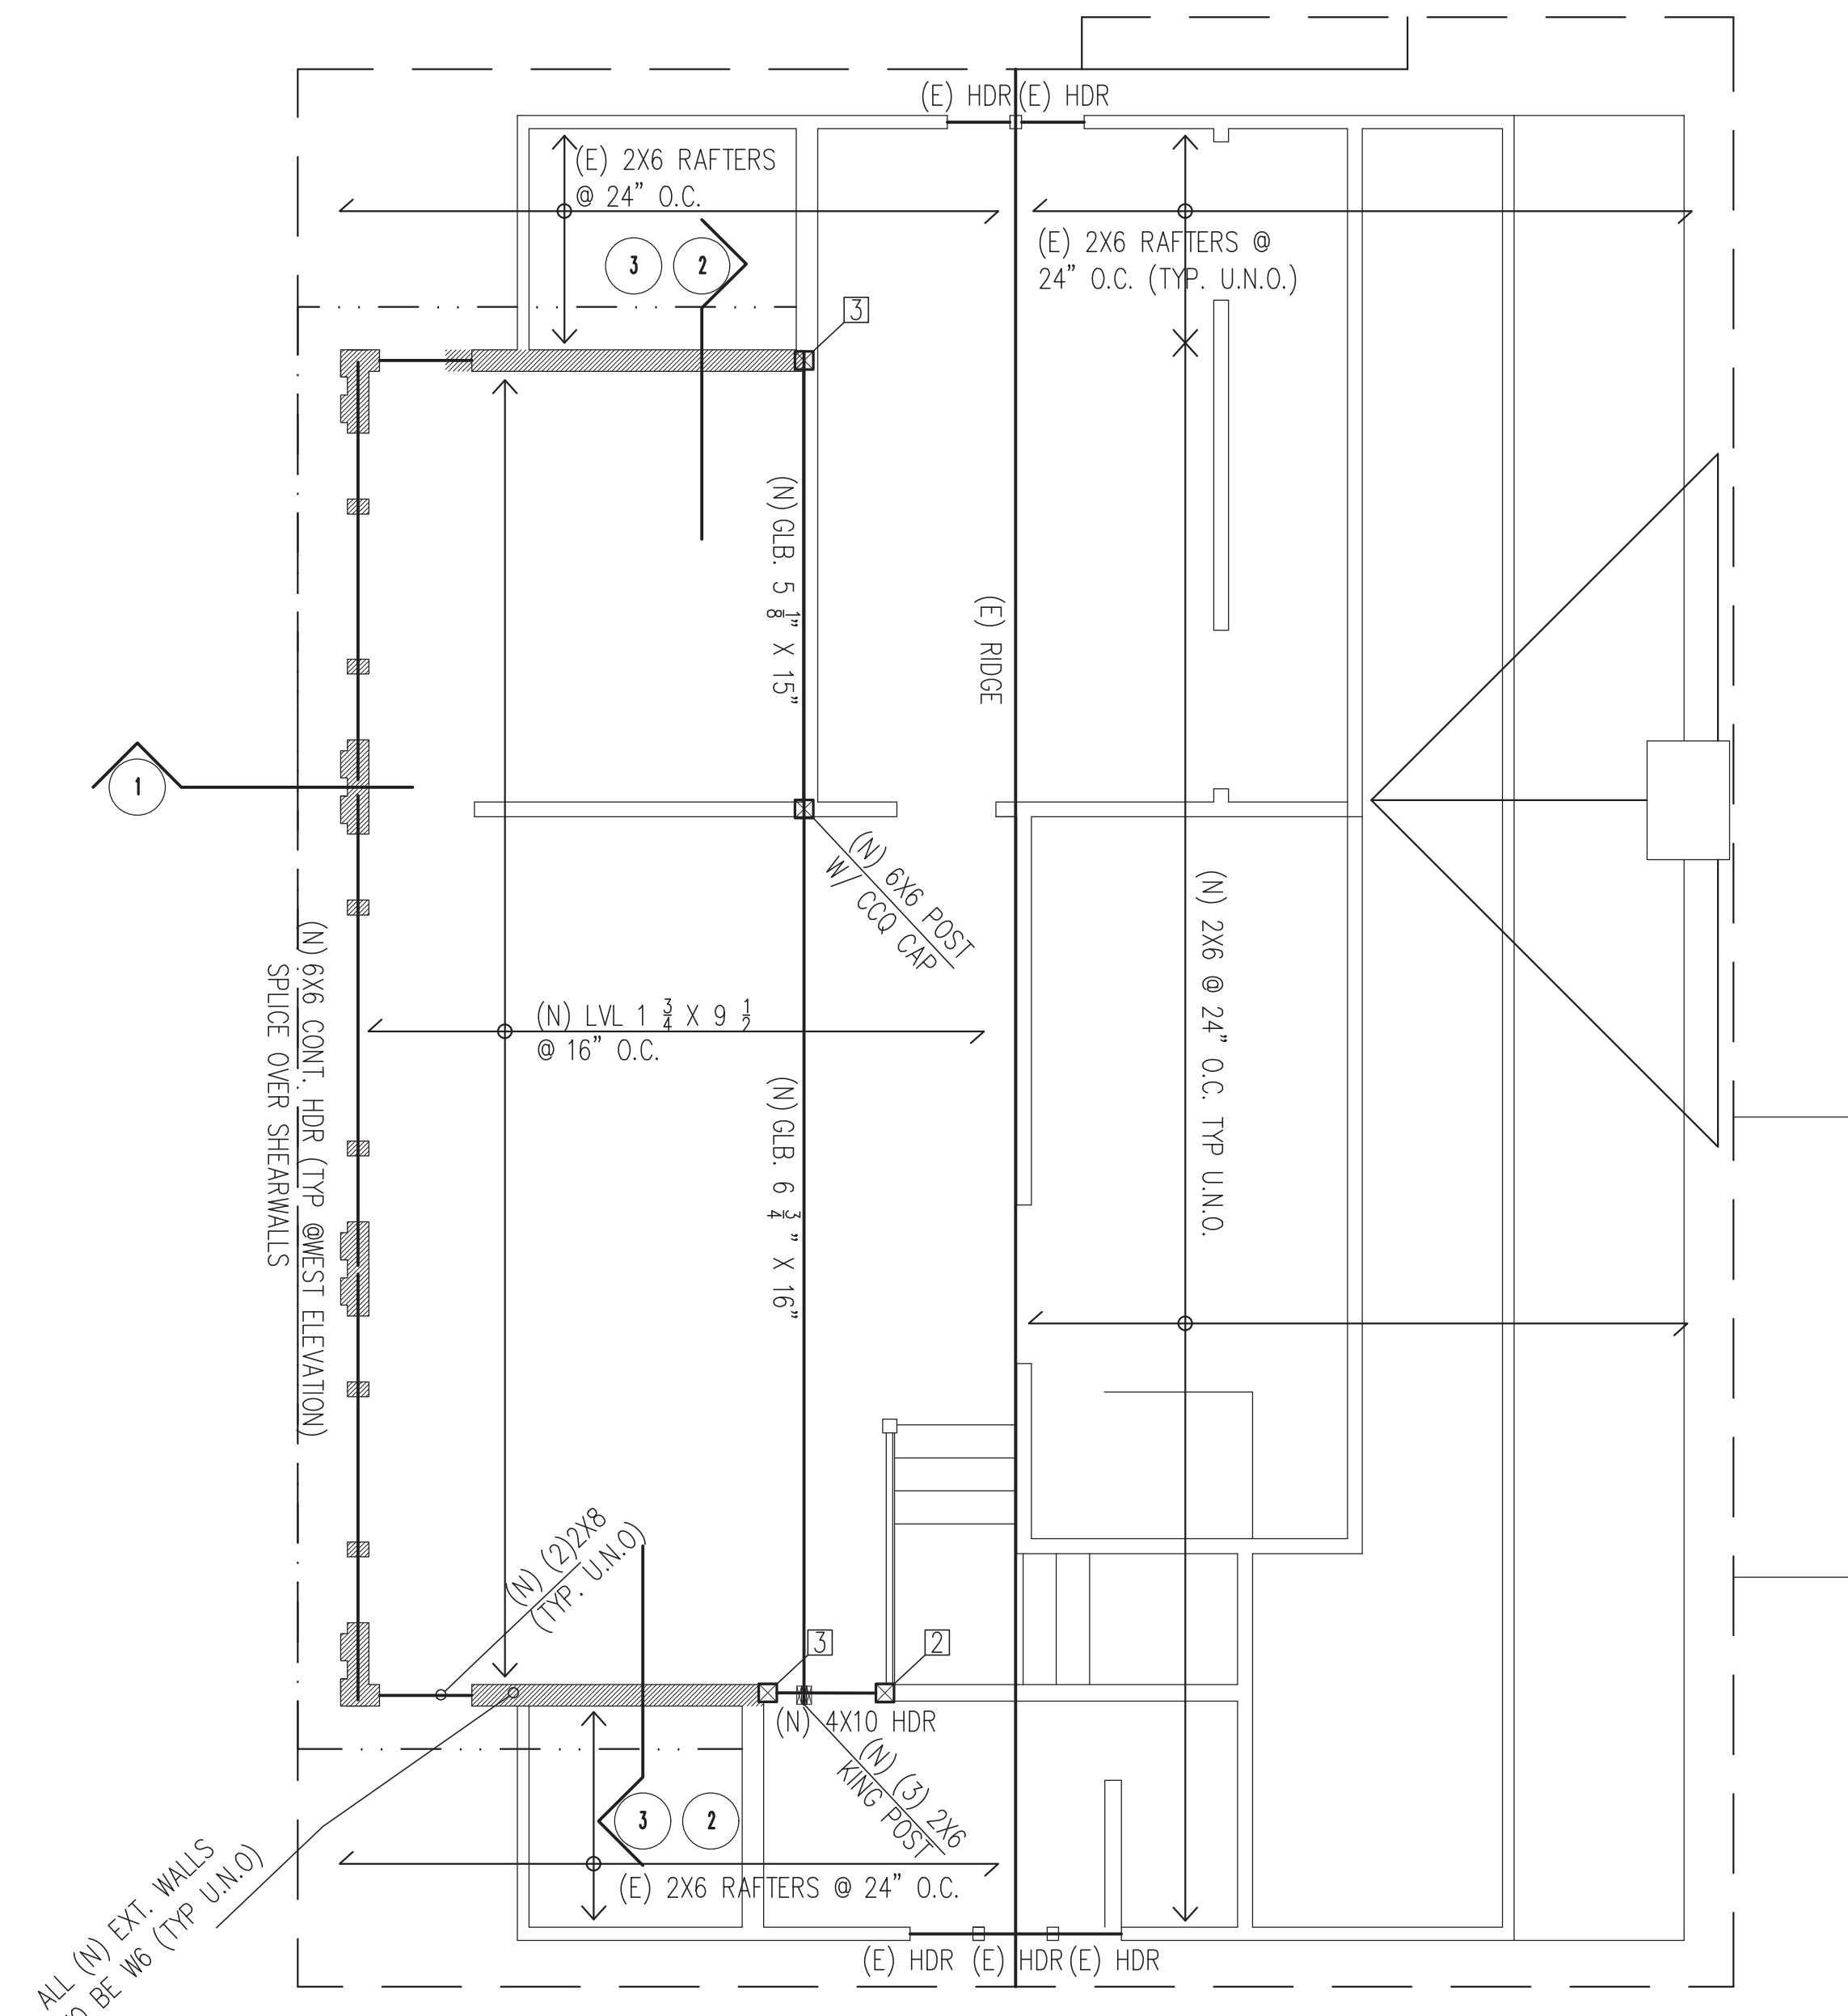 (E) HDR (E) HDR
(E) 2X6 RAFTERS
@ 24” O.C.
(E) 2X6 RAFTERS @
24” O.C. (TYP. U.N.O.)
3
2
3
(N) GLB. 5 1/8” X 15”
(E) RIDGE
1
(N) 6X6 POST
W/ CCQ CAP
(N) 2X6 @ 24” O.C. TYP U.N.O.
(N) 6X6 CONT. HDR (TYP @WEST ELEVATION)
SPLICE OVER SHEARWALLS
(N) LVL 1 3/4 X 9 1/2
@ 16” O.C.
(N) GLB. 6 3/4” X 16”
(N) (2)2X8
(TYP. U.N.O)
3
2
(N) 4X10 HDR
(N) (3) 2X6
KING POST
3
2
(E) 2X6 RAFTERS @ 24” O.C.
ALL (N) EXT. WALLS
BE W6 (TYP U.N.O)
(E) HDR (E) HDR (E) HDR